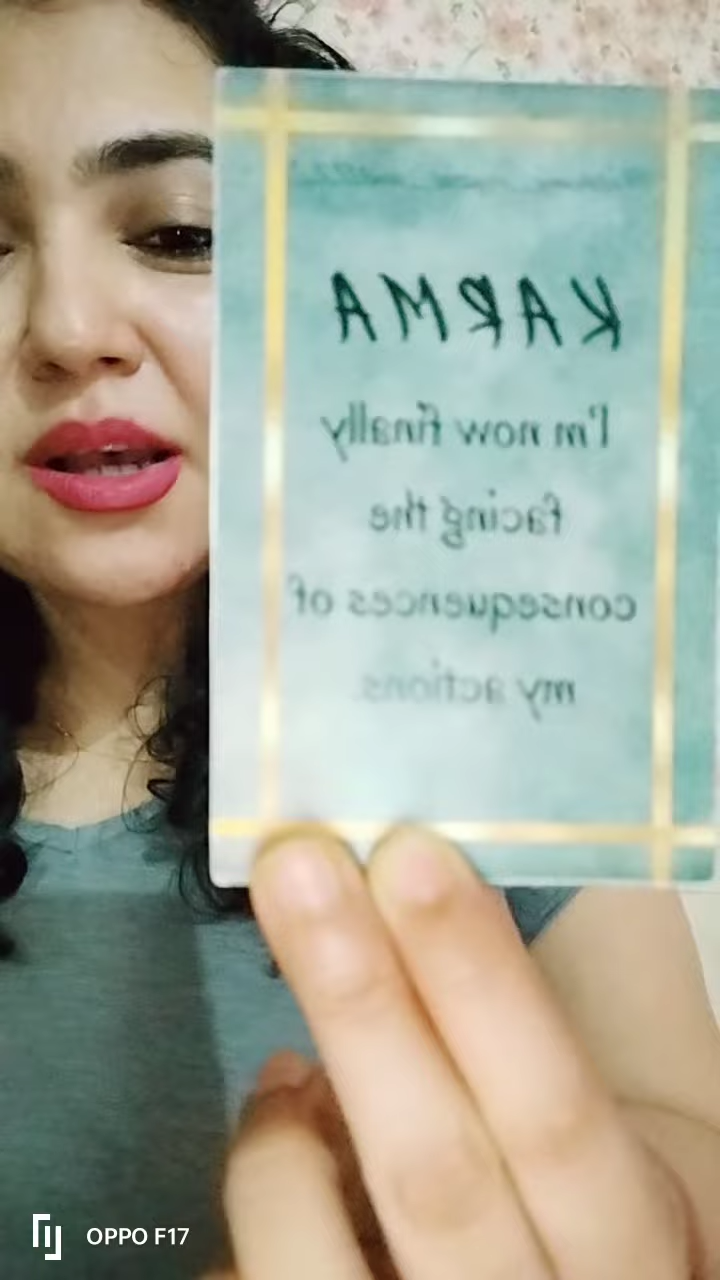 KARMA
I'm now finally
facing the
consequences of
my actions.
OPPO F17